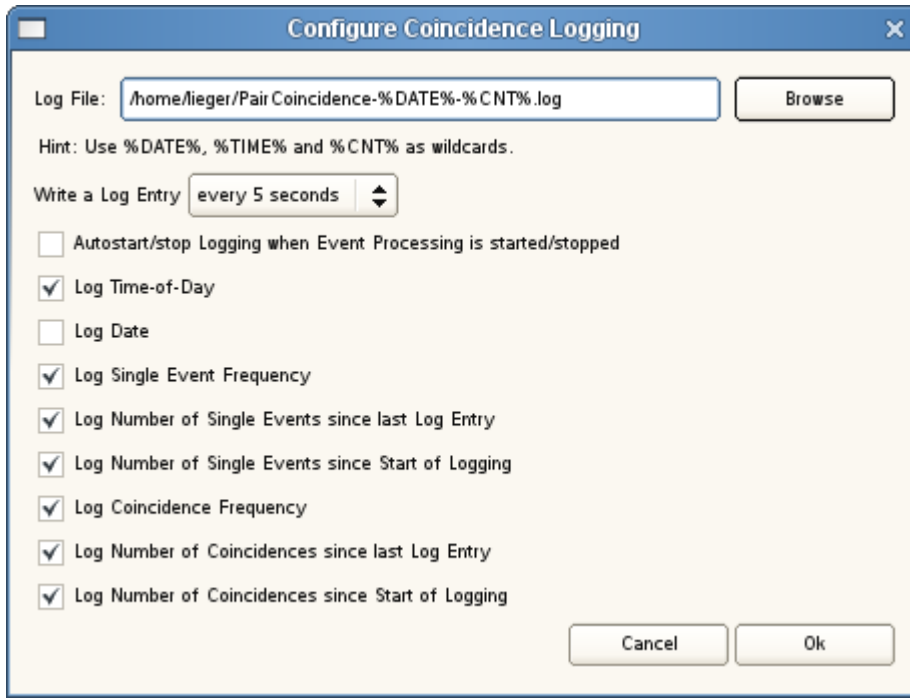 Configure Coincidence Logging
Log File: /home/lieger/PairCoincidence-%DATE%-%CNT%.log Browse
Hint: Use %DATE%, %TIME% and %CNT% as wildcards.
Write a Log Entry every 5 seconds
Autostart/stop Logging when Event Processing is started/stopped
Log Time-of-Day
Log Date
Log Single Event Frequency
Log Number of Single Events since last Log Entry
Log Number of Single Events since Start of Logging
Log Coincidence Frequency
Log Number of Coincidences since last Log Entry
Log Number of Coincidences since Start of Logging
Cancel Ok